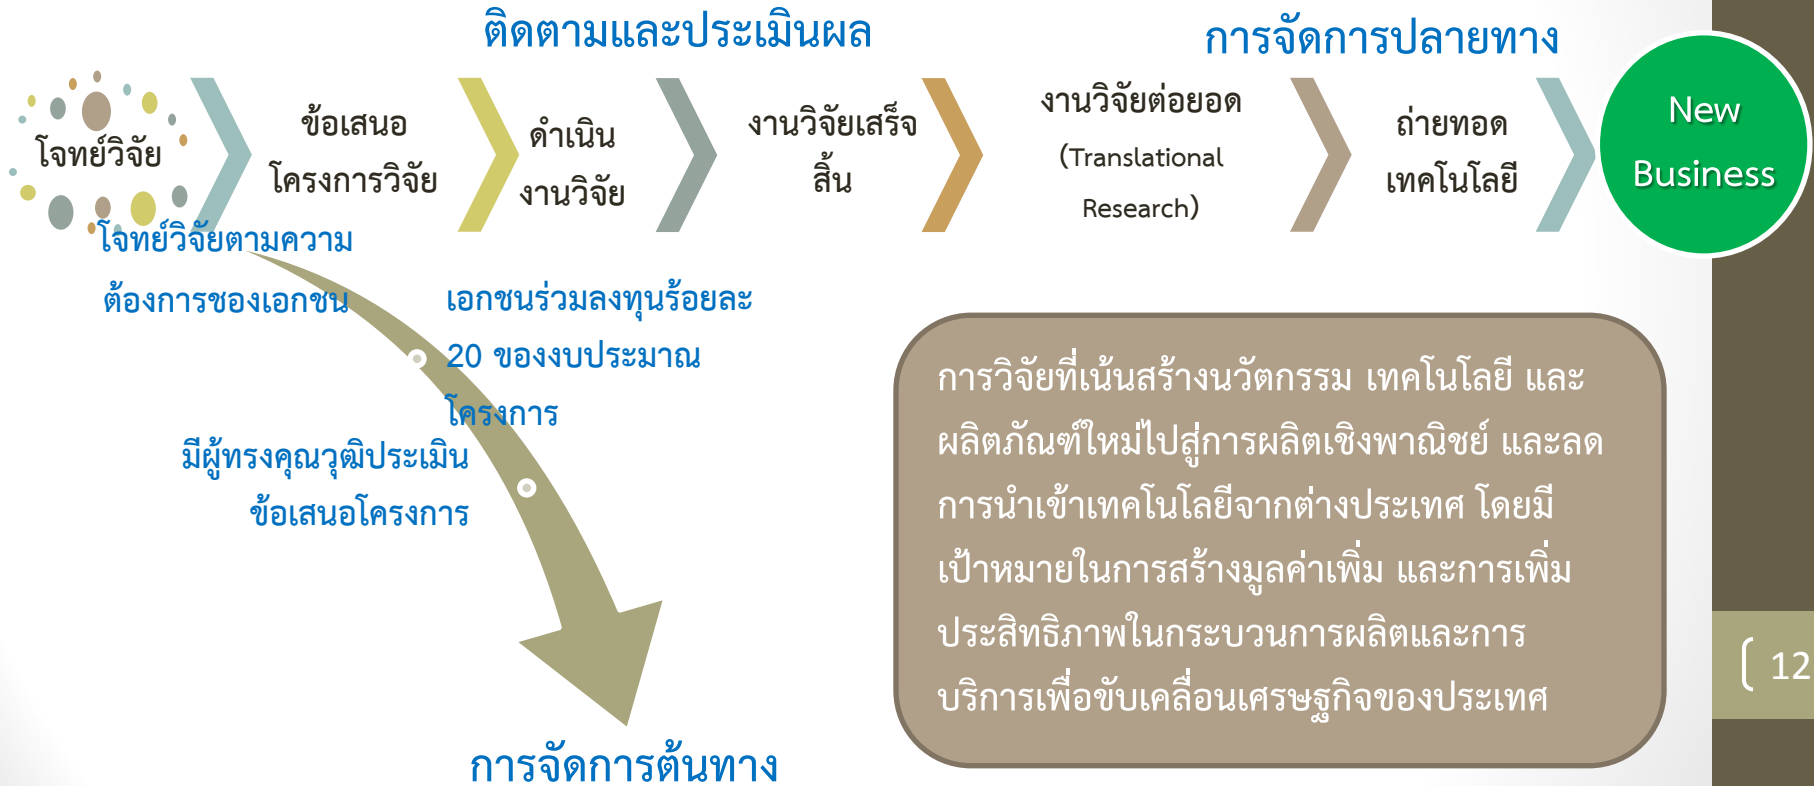 ติดตามและประเมินผล
การจัดการปลายทาง
โจทย์วิจัย
ข้อเสนอ
โครงการวิจัย
ดำเนิน
งานวิจัย
งานวิจัยเสร็จ
สิ้น
งานวิจัยต่อยอด
(Translational
Research)
ถ่ายทอด
เทคโนโลยี
New
Business
โจทย์วิจัยตามความ
ต้องการชองเอกชน
เอกชนร่วมลงทุนร้อยละ
20 ของงบประมาณ
โครงการ
มีผู้ทรงคุณวุฒิประเมิน
ข้อเสนอโครงการ
การจัดการต้นทาง
การวิจัยที่เน้นสร้างนวัตกรรม เทคโนโลยี และ
ผลิตภัณฑ์ใหม่ไปสู่การผลิตเชิงพาณิชย์ และลด
การนำเข้าเทคโนโลยีจากต่างประเทศ โดยมี
เป้าหมายในการสร้างมูลค่าเพิ่ม และการเพิ่ม
ประสิทธิภาพในกระบวนการผลิตและการ
บริการเพื่อขับเคลื่อนเศรษฐกิจของประเทศ
12